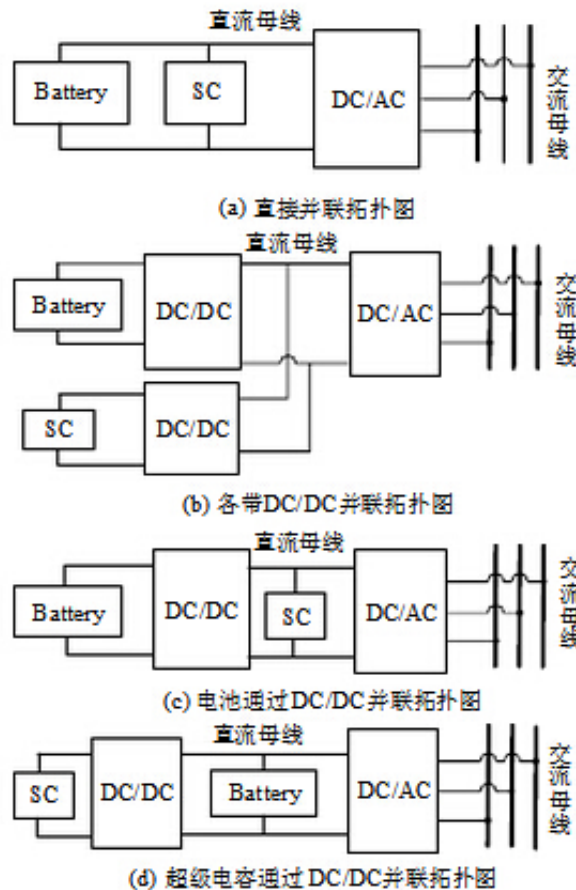 直流母线
Battery
SC
DC/AC
交流母线
(a) 直接并联拓扑图
直流母线
Battery
DC/DC
DC/AC
交流母线
SC
DC/DC
(b) 各带DC/DC并联拓扑图
直流母线
Battery
DC/DC
SC
DC/AC
交流母线
(c) 电池通过DC/DC并联拓扑图
直流母线
SC
DC/DC
Battery
DC/AC
交流母线
(d) 超级电容通过DC/DC并联拓扑图